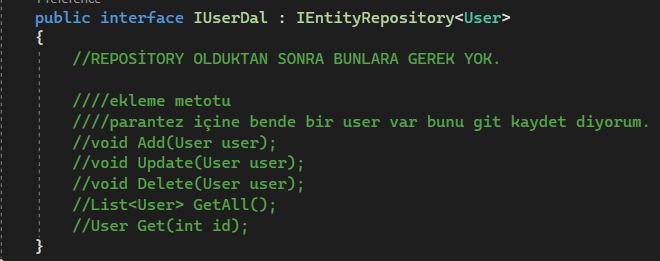 public interface IUserDal : IEntityRepository<User>
{
//REPOSİTORY OLDUKTAN SONRA BUNLARA GEREK YOK.
////ekleme metotu
////parantez içine bende bir user var bunu git kaydet diyorum.
//void Add(User user);
//void Update(User user);
//void Delete(User user);
//List<User> GetAll();
//User Get(int id);
}